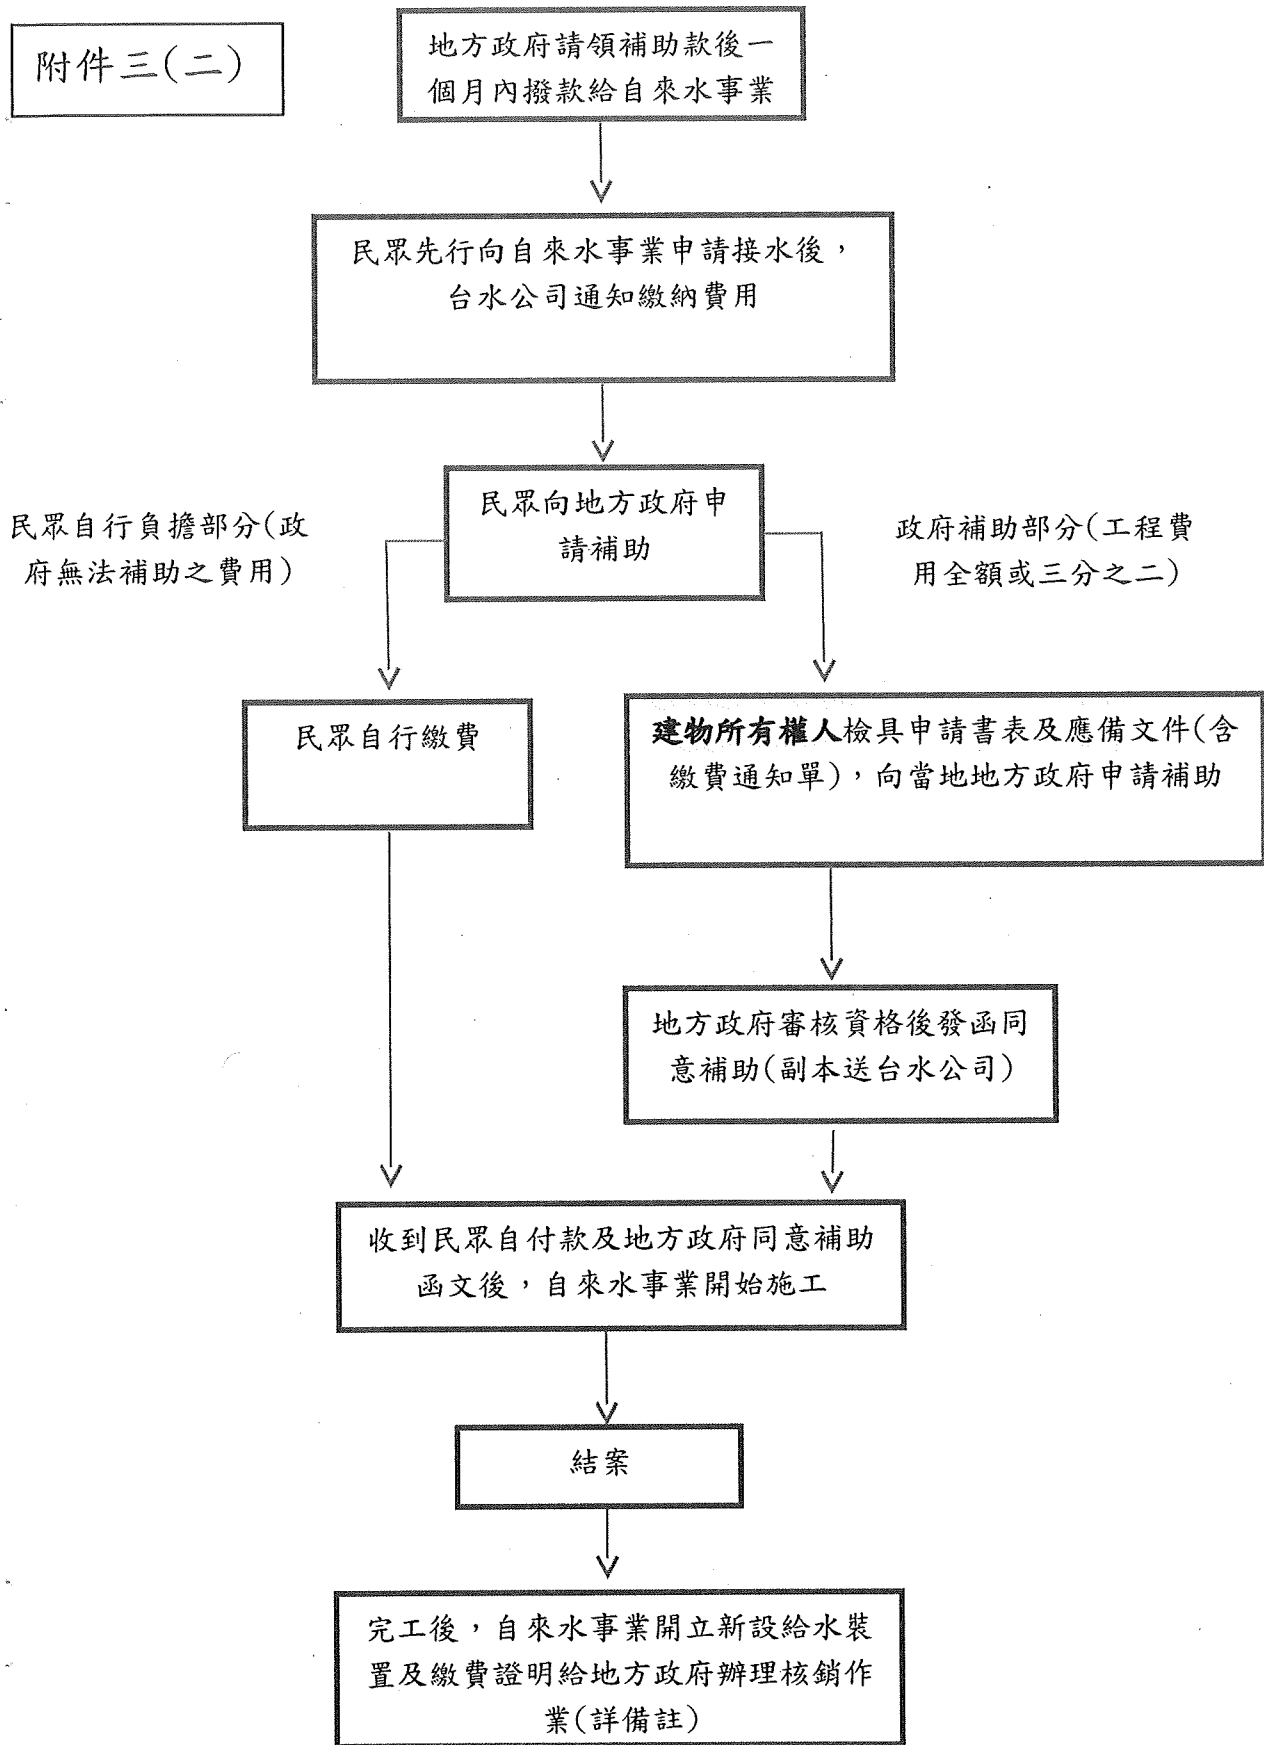 附件三(二)
地方政府請領補助款後一
個月內撥款給自來水事業
民眾先行向自來水事業申請接水後，
台水公司通知繳納費用
民眾向地方政府申
請補助
民眾自行負擔部分(政
府無法補助之費用)
政府補助部分(工程費
用全額或三分之二)
民眾自行繳費
建物所有權人檢具申請書表及應備文件(含
繳費通知單)，向當地地方政府申請補助
地方政府審核資格後發函同
意補助(副本送台水公司)
收到民眾自付款及地方政府同意補助
函文後，自來水事業開始施工
結案
完工後，自來水事業開立新設給水裝
置及繳費證明給地方政府辦理核銷作
業(詳備註)